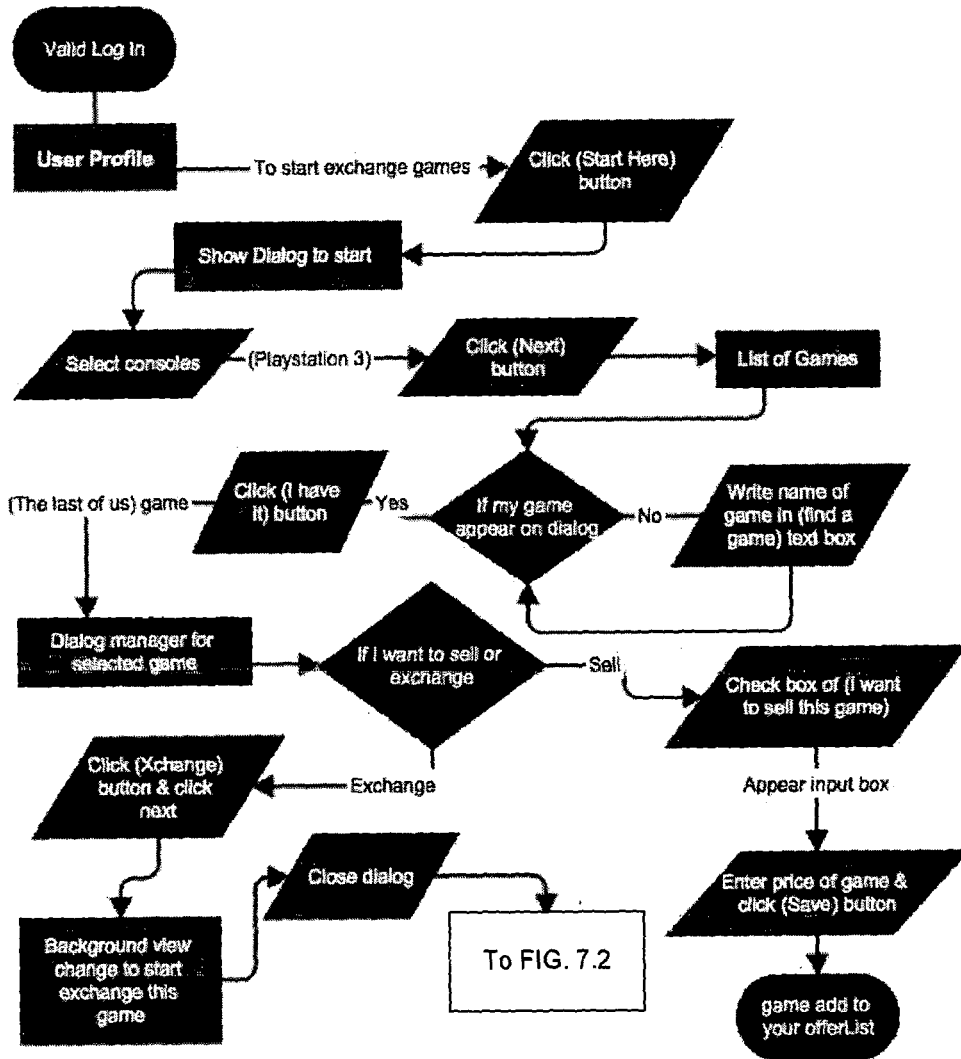 Valid Log In
User Profile
To start exchange games
Click (Start Here)
button
Show Dialog to start
Select consoles
(Playstation 3)
Click (Next)
button
List of Games
(The last of us) game
Click (I have
it) button
Yes
If my game
appear on dialog
No
Write name of
game in (find a
game) text box
Dialog manager for
selected game
If I want to sell or
exchange
Sell
Check box of (I want
to sell this game)
Click (Xchange)
button & click
next
Exchange
Appear input box
Close dialog
Enter price of game &
click (Save) button
Background view
change to start
exchange this
game
To FIG. 7.2
game add to
your offerList